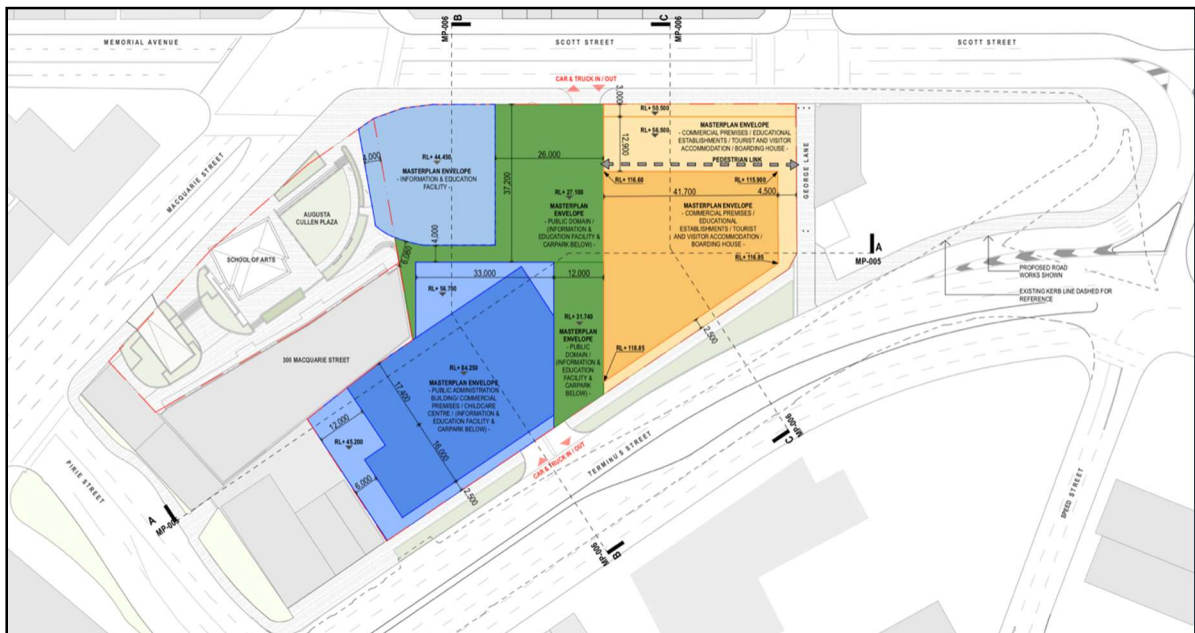 B
MP-006
C
MP-006
MEMORIAL AVENUE
SCOTT STREET
SCOTT STREET
CAR & TRUCK IN / OUT
3,000
RL+ 50.500
RL+ 56.500
12,900
MASTERPLAN ENVELOPE
- COMMERCIAL PREMISES / EDUCATIONAL
ESTABLISHMENTS / TOURIST AND VISITOR
ACCOMMODATION / BOARDING HOUSE -
PEDESTRIAN LINK
GEORGE LANE
MACQUARIE STREET
4,000
RL+ 44.450
MASTERPLAN ENVELOPE
- INFORMATION & EDUCATION
FACILITY -
26,000
37,200
RL+ 27.100
MASTERPLAN
ENVELOPE
- PUBLIC DOMAIN /
(INFORMATION &
EDUCATION FACILITY &
CARPARK BELOW) -
RL+ 116.60
RL+ 115.900
41,700
4,500
MASTERPLAN ENVELOPE
- COMMERCIAL PREMISES /
EDUCATIONAL
ESTABLISHMENTS / TOURIST
AND VISITOR ACCOMMODATION /
BOARDING HOUSE -
RL+ 116.85
AUGUSTA
CULLEN PLAZA
SCHOOL OF ARTS
4,000
A
MP-005
PROPOSED ROAD
WORKS SHOWN
EXISTING KERB LINE DASHED FOR
REFERENCE
33,000
12,000
RL+ 56.700
RL+ 31.740
MASTERPLAN
ENVELOPE
- PUBLIC
DOMAIN /
(INFORMATION &
EDUCATION
FACILITY &
CARPARK
BELOW) -
2,500
RL+ 116.85
300 MACQUARIE STREET
RL+ 84.250
MASTERPLAN ENVELOPE
- PUBLIC ADMINISTRATION
BUILDING/ COMMERCIAL
PREMISES / CHILDCARE
CENTRE / (INFORMATION &
EDUCATION FACILITY &
CARPARK BELOW) -
17,400
12,000
16,000
RL+ 45.200
6,000
2,500
CAR & TRUCK IN / OUT
TERMINUS STREET
C
MP-006
PIRIE STREET
A
MP-005
SPEED STREET
B
MP-006